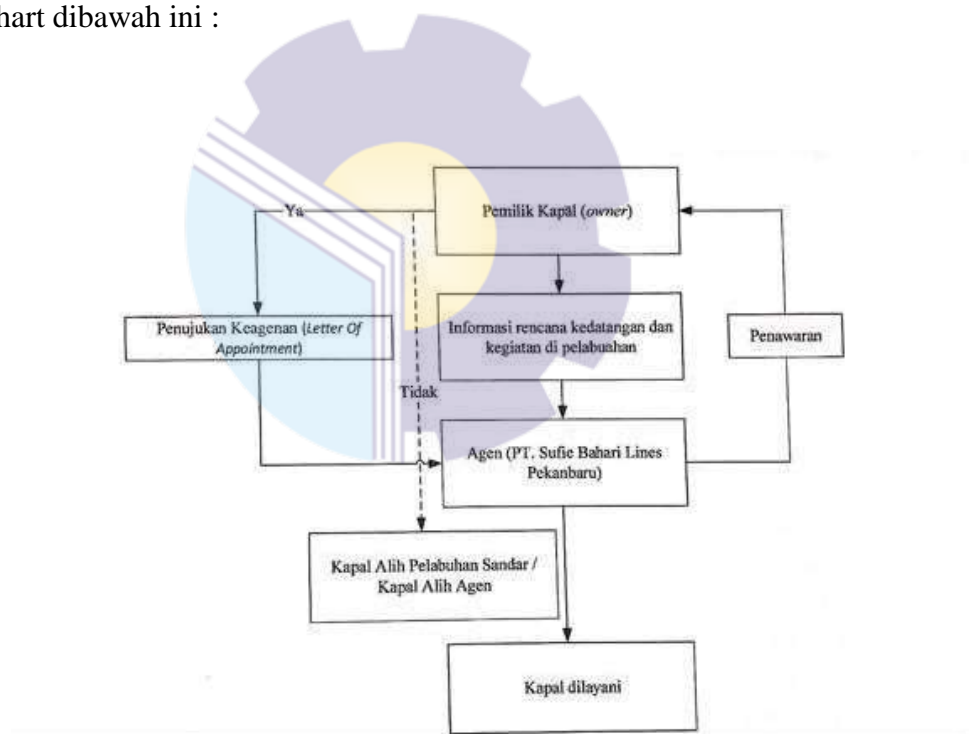 hart dibawah ini :
Pemilik Kapal (owner)
Ya
Penujukan Keagenan (Letter Of
Appointment)
Informasi rencana kedatangan dan
kegiatan di pelabuahan
Penawaran
Tidak
Agen (PT. Sufie Bahari Lines
Pekanbaru)
Kapal Alih Pelabuhan Sandar /
Kapal Alih Agen
Kapal dilayani